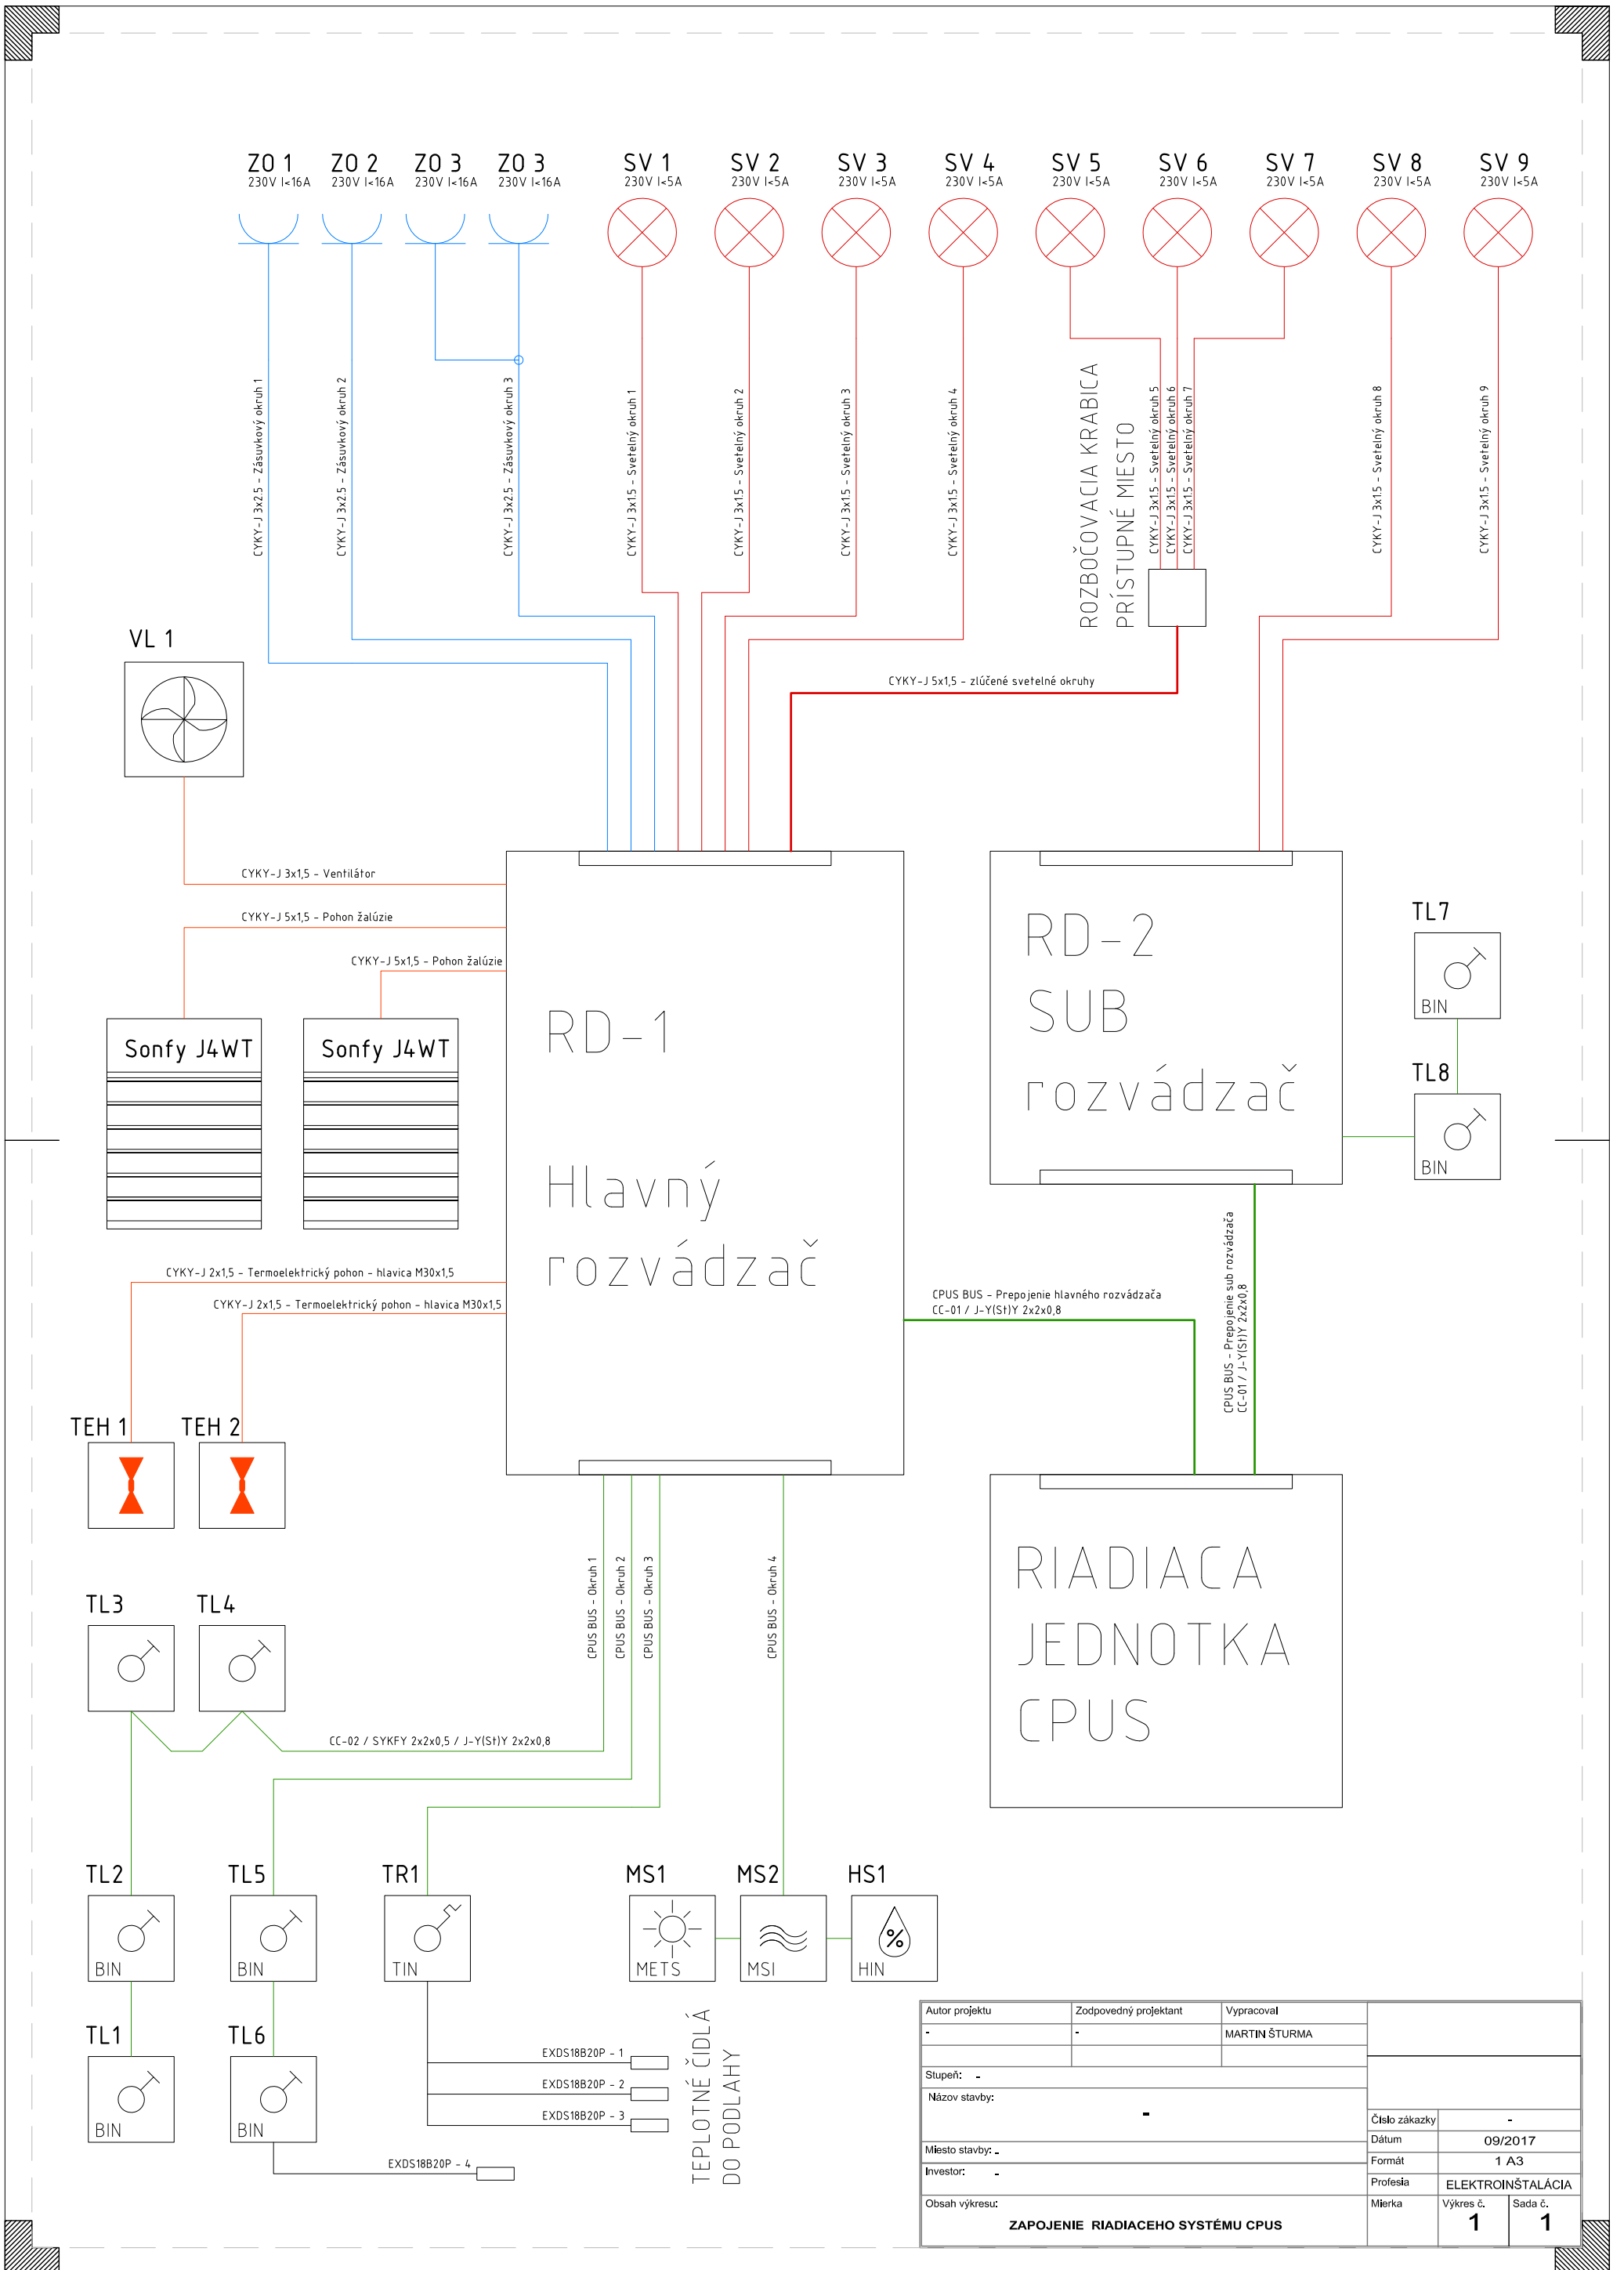 ZO 1
230V I<16A
ZO 2
230V I<16A
ZO 3
230V I<16A
ZO 3
230V I<16A
SV 1
230V I<5A
SV 2
230V I<5A
SV 3
230V I<5A
SV 4
230V I<5A
SV 5
230V I<5A
SV 6
230V I<5A
SV 7
230V I<5A
SV 8
230V I<5A
SV 9
230V I<5A
CYKY-J 3x2.5 - Zásuvkový okruh 1
CYKY-J 3x2.5 - Zásuvkový okruh 2
CYKY-J 3x2.5 - Zásuvkový okruh 3
CYKY-J 3x1.5 - Svetelný okruh 1
CYKY-J 3x1.5 - Svetelný okruh 2
CYKY-J 3x1.5 - Svetelný okruh 3
CYKY-J 3x1.5 - Svetelný okruh 4
ROZBOČOVACIA KRABICA
PRÍSTUPNÉ MIESTO
CYKY-J 3x1.5 - Svetelný okruh 5
CYKY-J 3x1.5 - Svetelný okruh 6
CYKY-J 3x1.5 - Svetelný okruh 7
CYKY-J 3x1.5 - Svetelný okruh 8
CYKY-J 3x1.5 - Svetelný okruh 9
VL 1
CYKY-J 5x1,5 - zlúčené svetelné okruhy
CYKY-J 3x1,5 - Ventilátor
CYKY-J 5x1,5 - Pohon žalúzie
CYKY-J 5x1,5 - Pohon žalúzie
Sonfy J4WT
Sonfy J4WT
RD-1
Hlavný
rozvádzač
RD-2
SUB
rozvádzač
TL7
BIN
TL8
BIN
CYKY-J 2x1,5 - Termoelektrický pohon - hlavica M30x1,5
CYKY-J 2x1,5 - Termoelektrický pohon - hlavica M30x1,5
CPUS BUS - Prepojenie hlavného rozvádzača
CC-01 / J-Y(St)Y 2x2x0,8
CPUS BUS - Prepojenie sub rozvádzača
CC-01 / J-Y(St)Y 2x2x0,8
TEH 1
TEH 2
RIADIACA
JEDNOTKA
CPUS
CPUS BUS - Okruh 1
CPUS BUS - Okruh 2
CPUS BUS - Okruh 3
CPUS BUS - Okruh 4
TL3
TL4
CC-02 / SYKFY 2x2x0,5 / J-Y(St)Y 2x2x0,8
TL2
BIN
TL5
BIN
TR1
TIN
MS1
METS
MS2
MSI
HS1
%
HIN
TL1
BIN
TL6
BIN
EXDS18B20P - 1
EXDS18B20P - 2
EXDS18B20P - 3
EXDS18B20P - 4
TEPLOTNÉ ČIDLÁ
DO PODLAHY
Autor projektu
Zodpovedný projektant
Vypracoval
-
-
MARTIN ŠTURMA
Stupeň: -
Názov stavby:
-
Miesto stavby: -
Investor: -
Obsah výkresu:
ZAPOJENIE RIADIACEHO SYSTÉMU CPUS
Číslo zákazky -
Dátum 09/2017
Formát 1 A3
Profesia ELEKTROINŠTALÁCIA
Mierka
Výkres č.
1
Sada č.
1